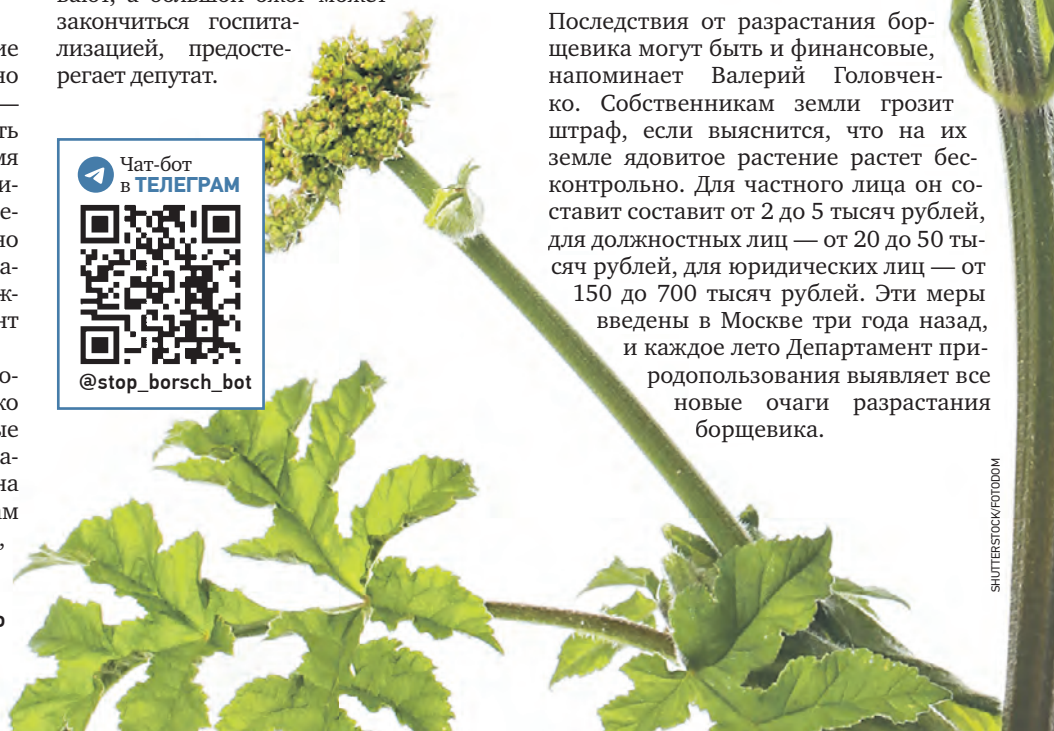 закончиться госпита-
лизацией, предосте-
регает депутат.
Чат-бот
в ТЕЛЕГРАМ
@stop_borsch_bot
Последствия от разрастания бор-
щевика могут быть и финансовые,
напоминает Валерий Головчен-
ко. Собственникам земли грозит
штраф, если выяснится, что на их
земле ядовитое растение растет бес-
контрольно. Для частного лица он со-
ставит составит от 2 до 5 тысяч рублей,
для должностных лиц — от 20 до 50 ты-
сяч рублей, для юридических лиц — от
150 до 700 тысяч рублей. Эти меры
введены в Москве три года назад,
и каждое лето Департамент при-
родопользования выявляет все
новые очаги разрастания
борщевика.
SHUTTERSTOCK/FOTODOM